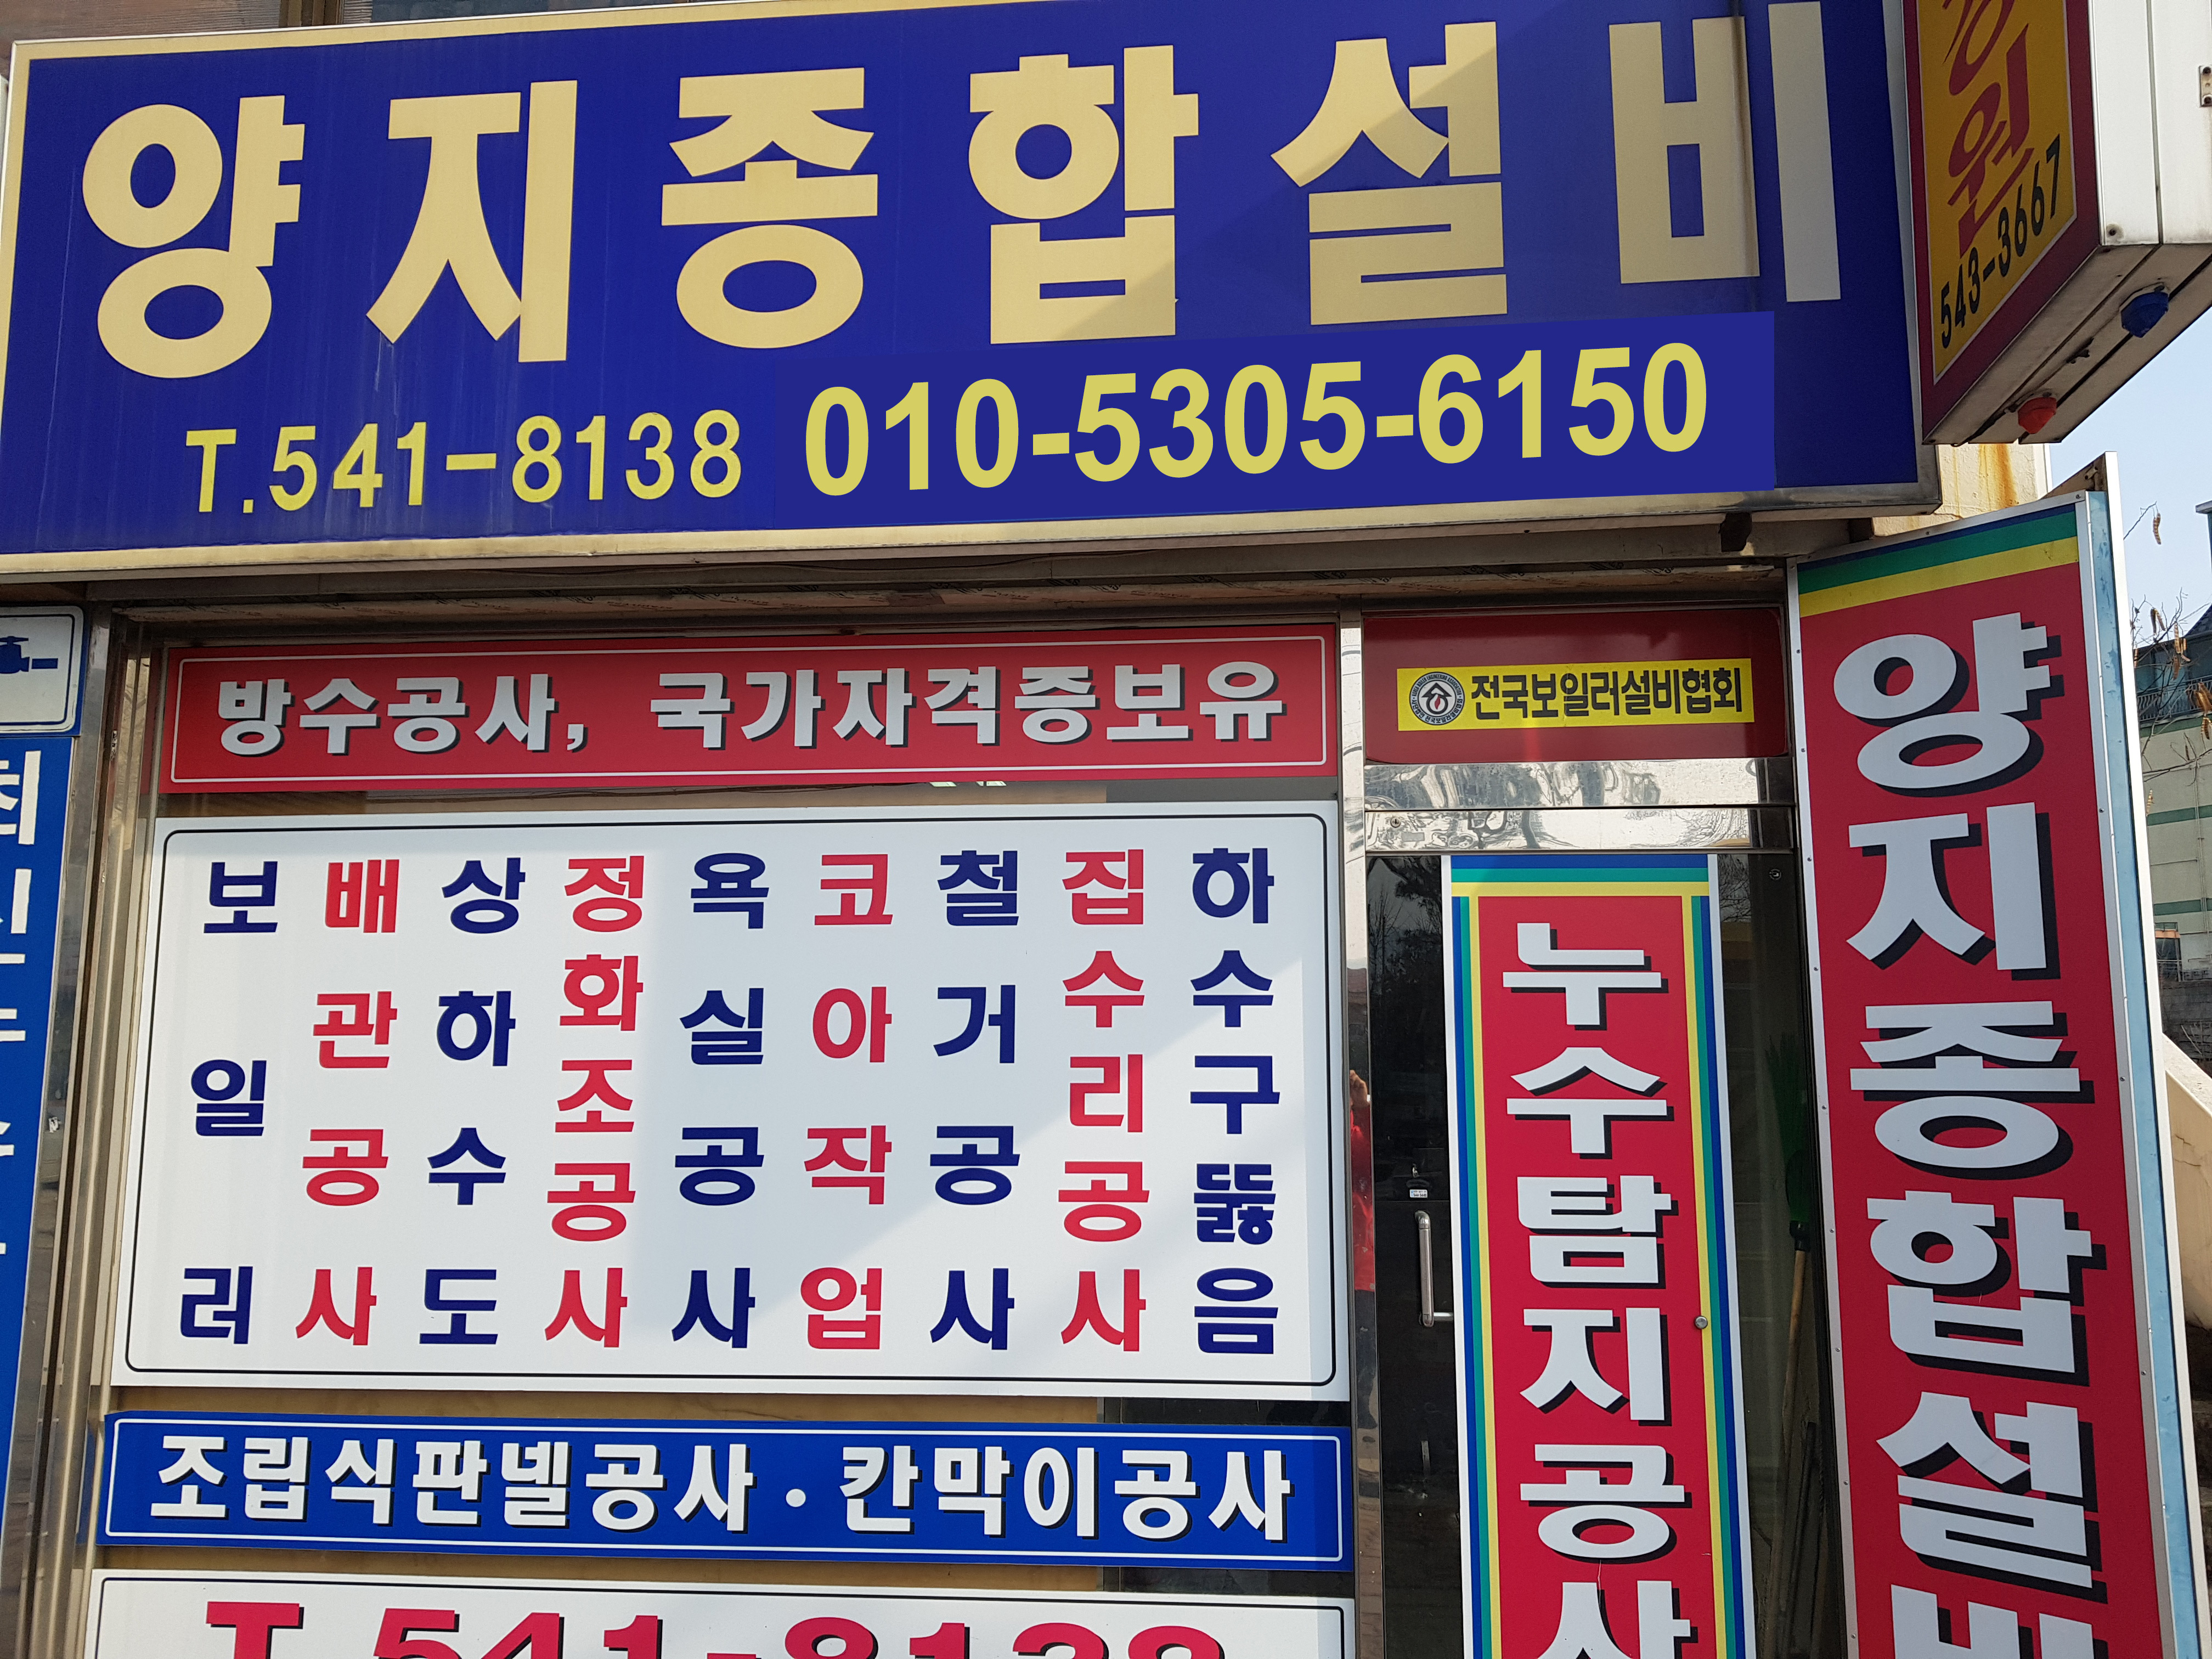 양지종합설비
T.541-8138 010-5305-6150
원
543-3667
방수공사, 국가자격증보유
전국보일러설비협회
보일러
배관공사
상하수도
정화조공사
욕실공사
코아작업
철거공사
집수리공사
하수구뚫음
조립식판넬공사·칸막이공사
T.541-8138
누수탐지공사
양지종합설비